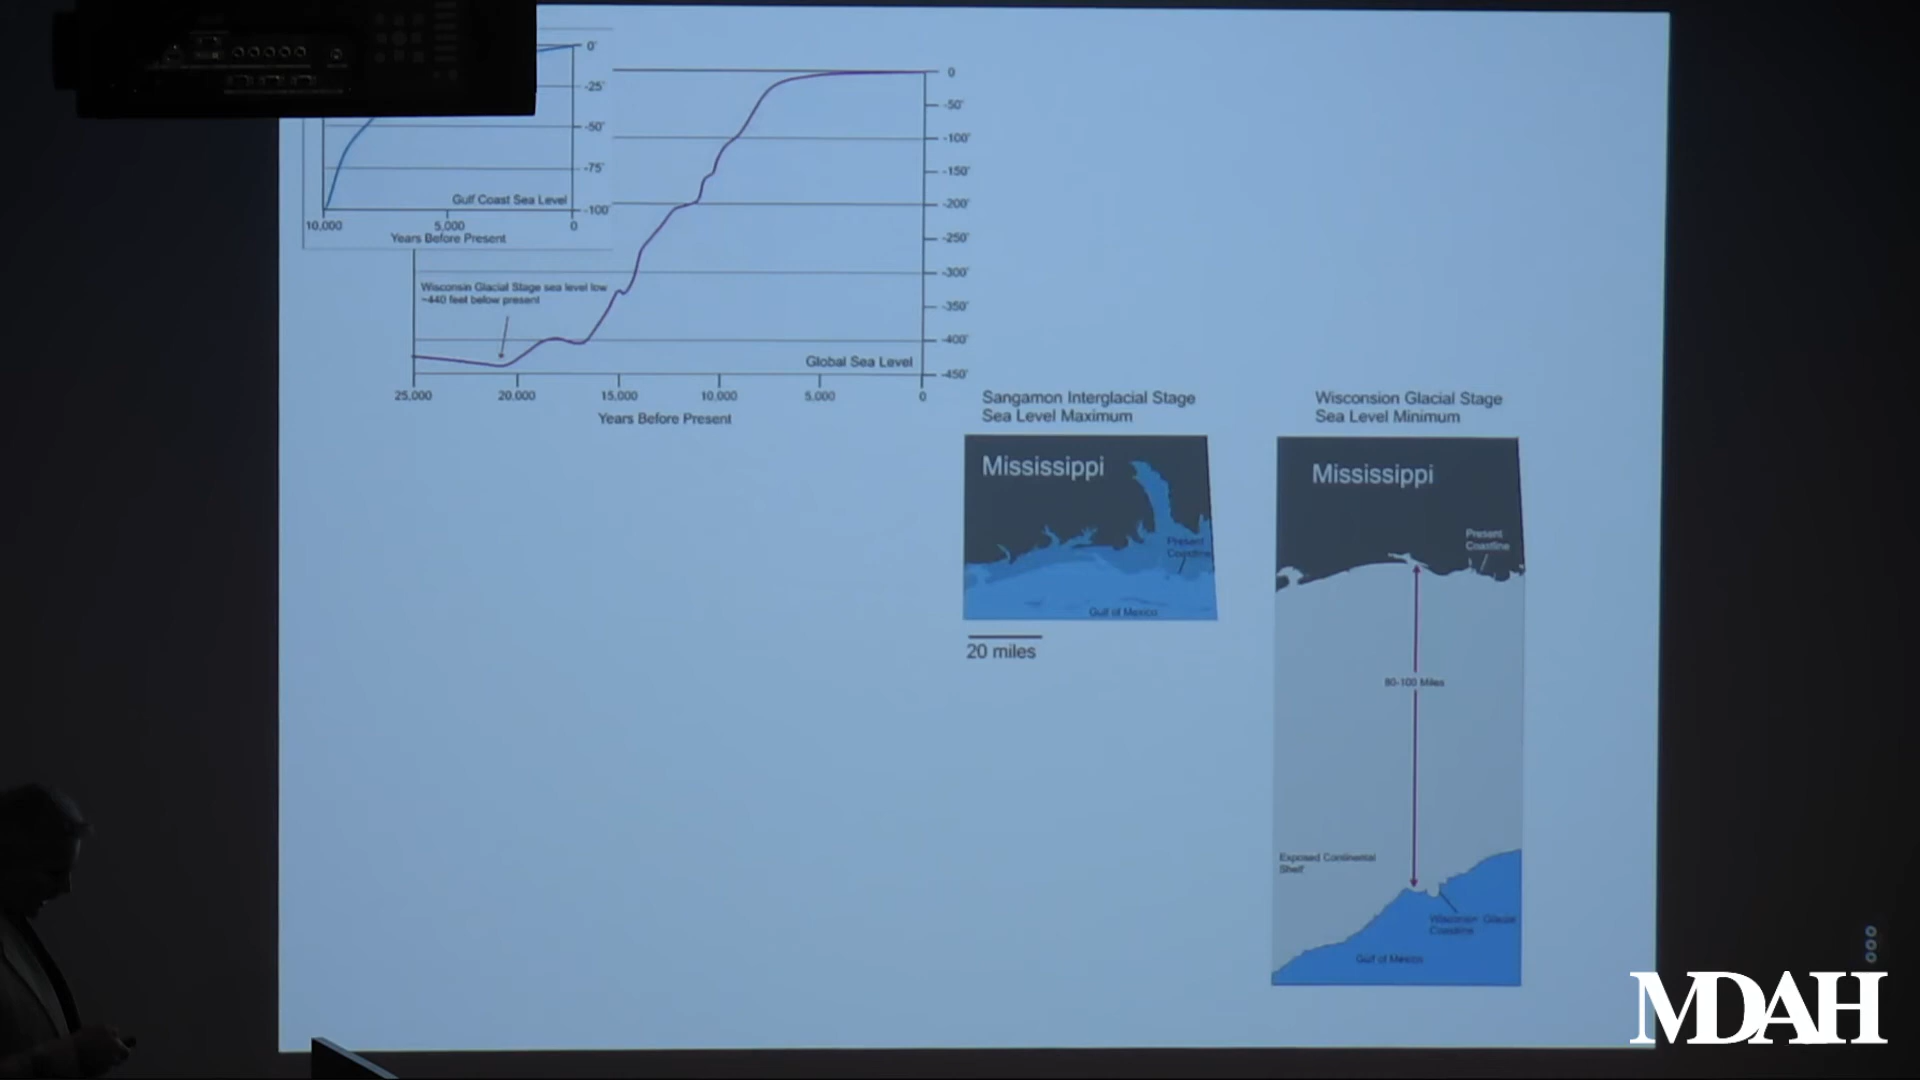 0'
-25'
-50'
-75'
-100'
Gulf Coast Sea Level
10,000
5,000
0
Years Before Present
0
-50'
-100'
-150'
-200'
-250'
-300'
-350'
-400'
-450'
Wisconsin Glacial Stage sea level low
~440 feet below present
Global Sea Level
25,000
20,000
15,000
10,000
5,000
0
Years Before Present
Sangamon Interglacial Stage
Sea Level Maximum
Mississippi
Present
Coastline
Gulf of Mexico
20 miles
Wisconsion Glacial Stage
Sea Level Minimum
Mississippi
Present
Coastline
80-100 Miles
Exposed Continental
Shelf
Wisconsin Glacial
Coastline
Gulf of Mexico
MDAH